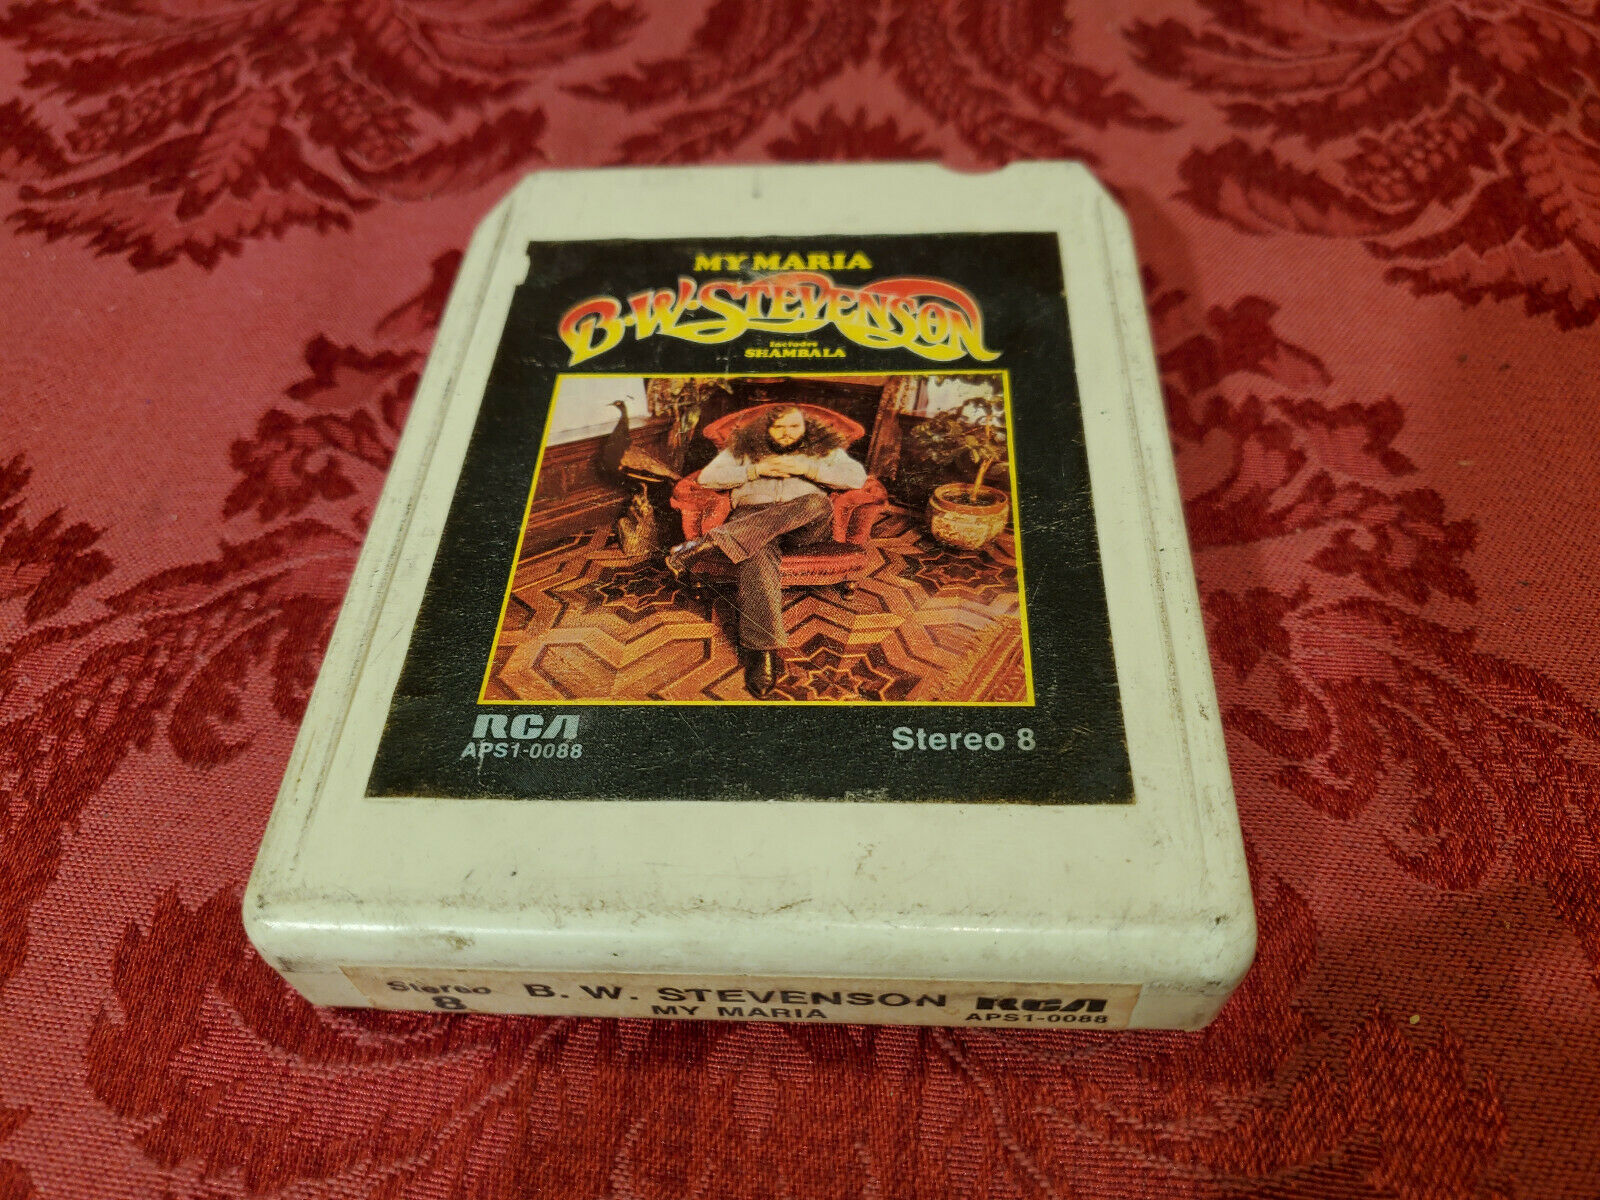 MY MARIA
B.W. STEVENSON
Includes
SHAMBALA
RCA
APS1-0088
Stereo 8
Stereo 8
B. W. STEVENSON
MY MARIA
RCA
APS1-0088